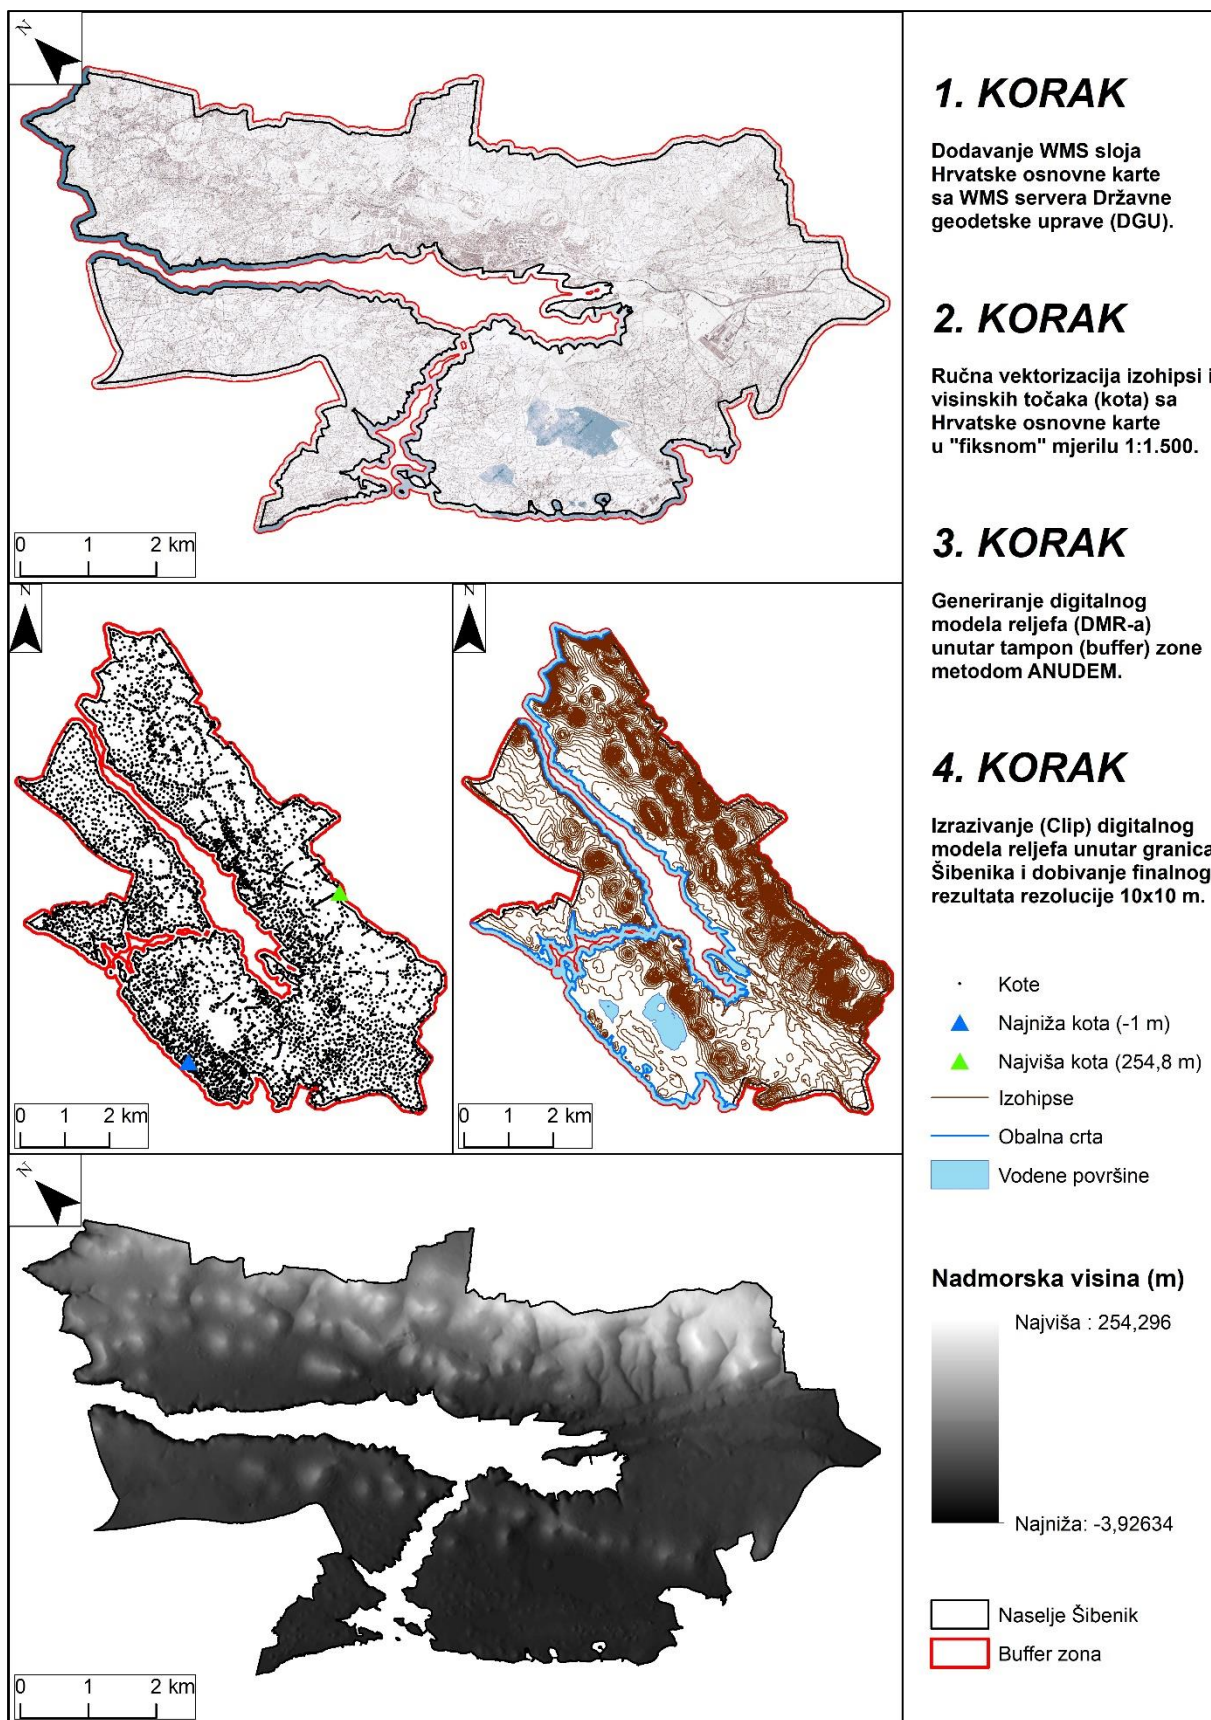 N
0 1 2 km
N
0 1 2 km
N
0 1 2 km
N
0 1 2 km
1. KORAK
Dodavanje WMS sloja
Hrvatske osnovne karte
sa WMS servera Državne
geodetske uprave (DGU).
2. KORAK
Ručna vektorizacija izohipsi i
visinskih točaka (kota) sa
Hrvatske osnovne karte
u "fiksnom" mjerilu 1:1.500.
3. KORAK
Generiranje digitalnog
modela reljefa (DMR-a)
unutar tampon (buffer) zone
metodom ANUDEM.
4. KORAK
Izrazivanje (Clip) digitalnog
modela reljefa unutar granica
Šibenika i dobivanje finalnog
rezultata rezolucije 10x10 m.
Kote
Najniža kota (-1 m)
Najviša kota (254,8 m)
Izohipse
Obalna crta
Vodene površine
Nadmorska visina (m)
Najviša : 254,296
Najniža: -3,92634
Naselje Šibenik
Buffer zona